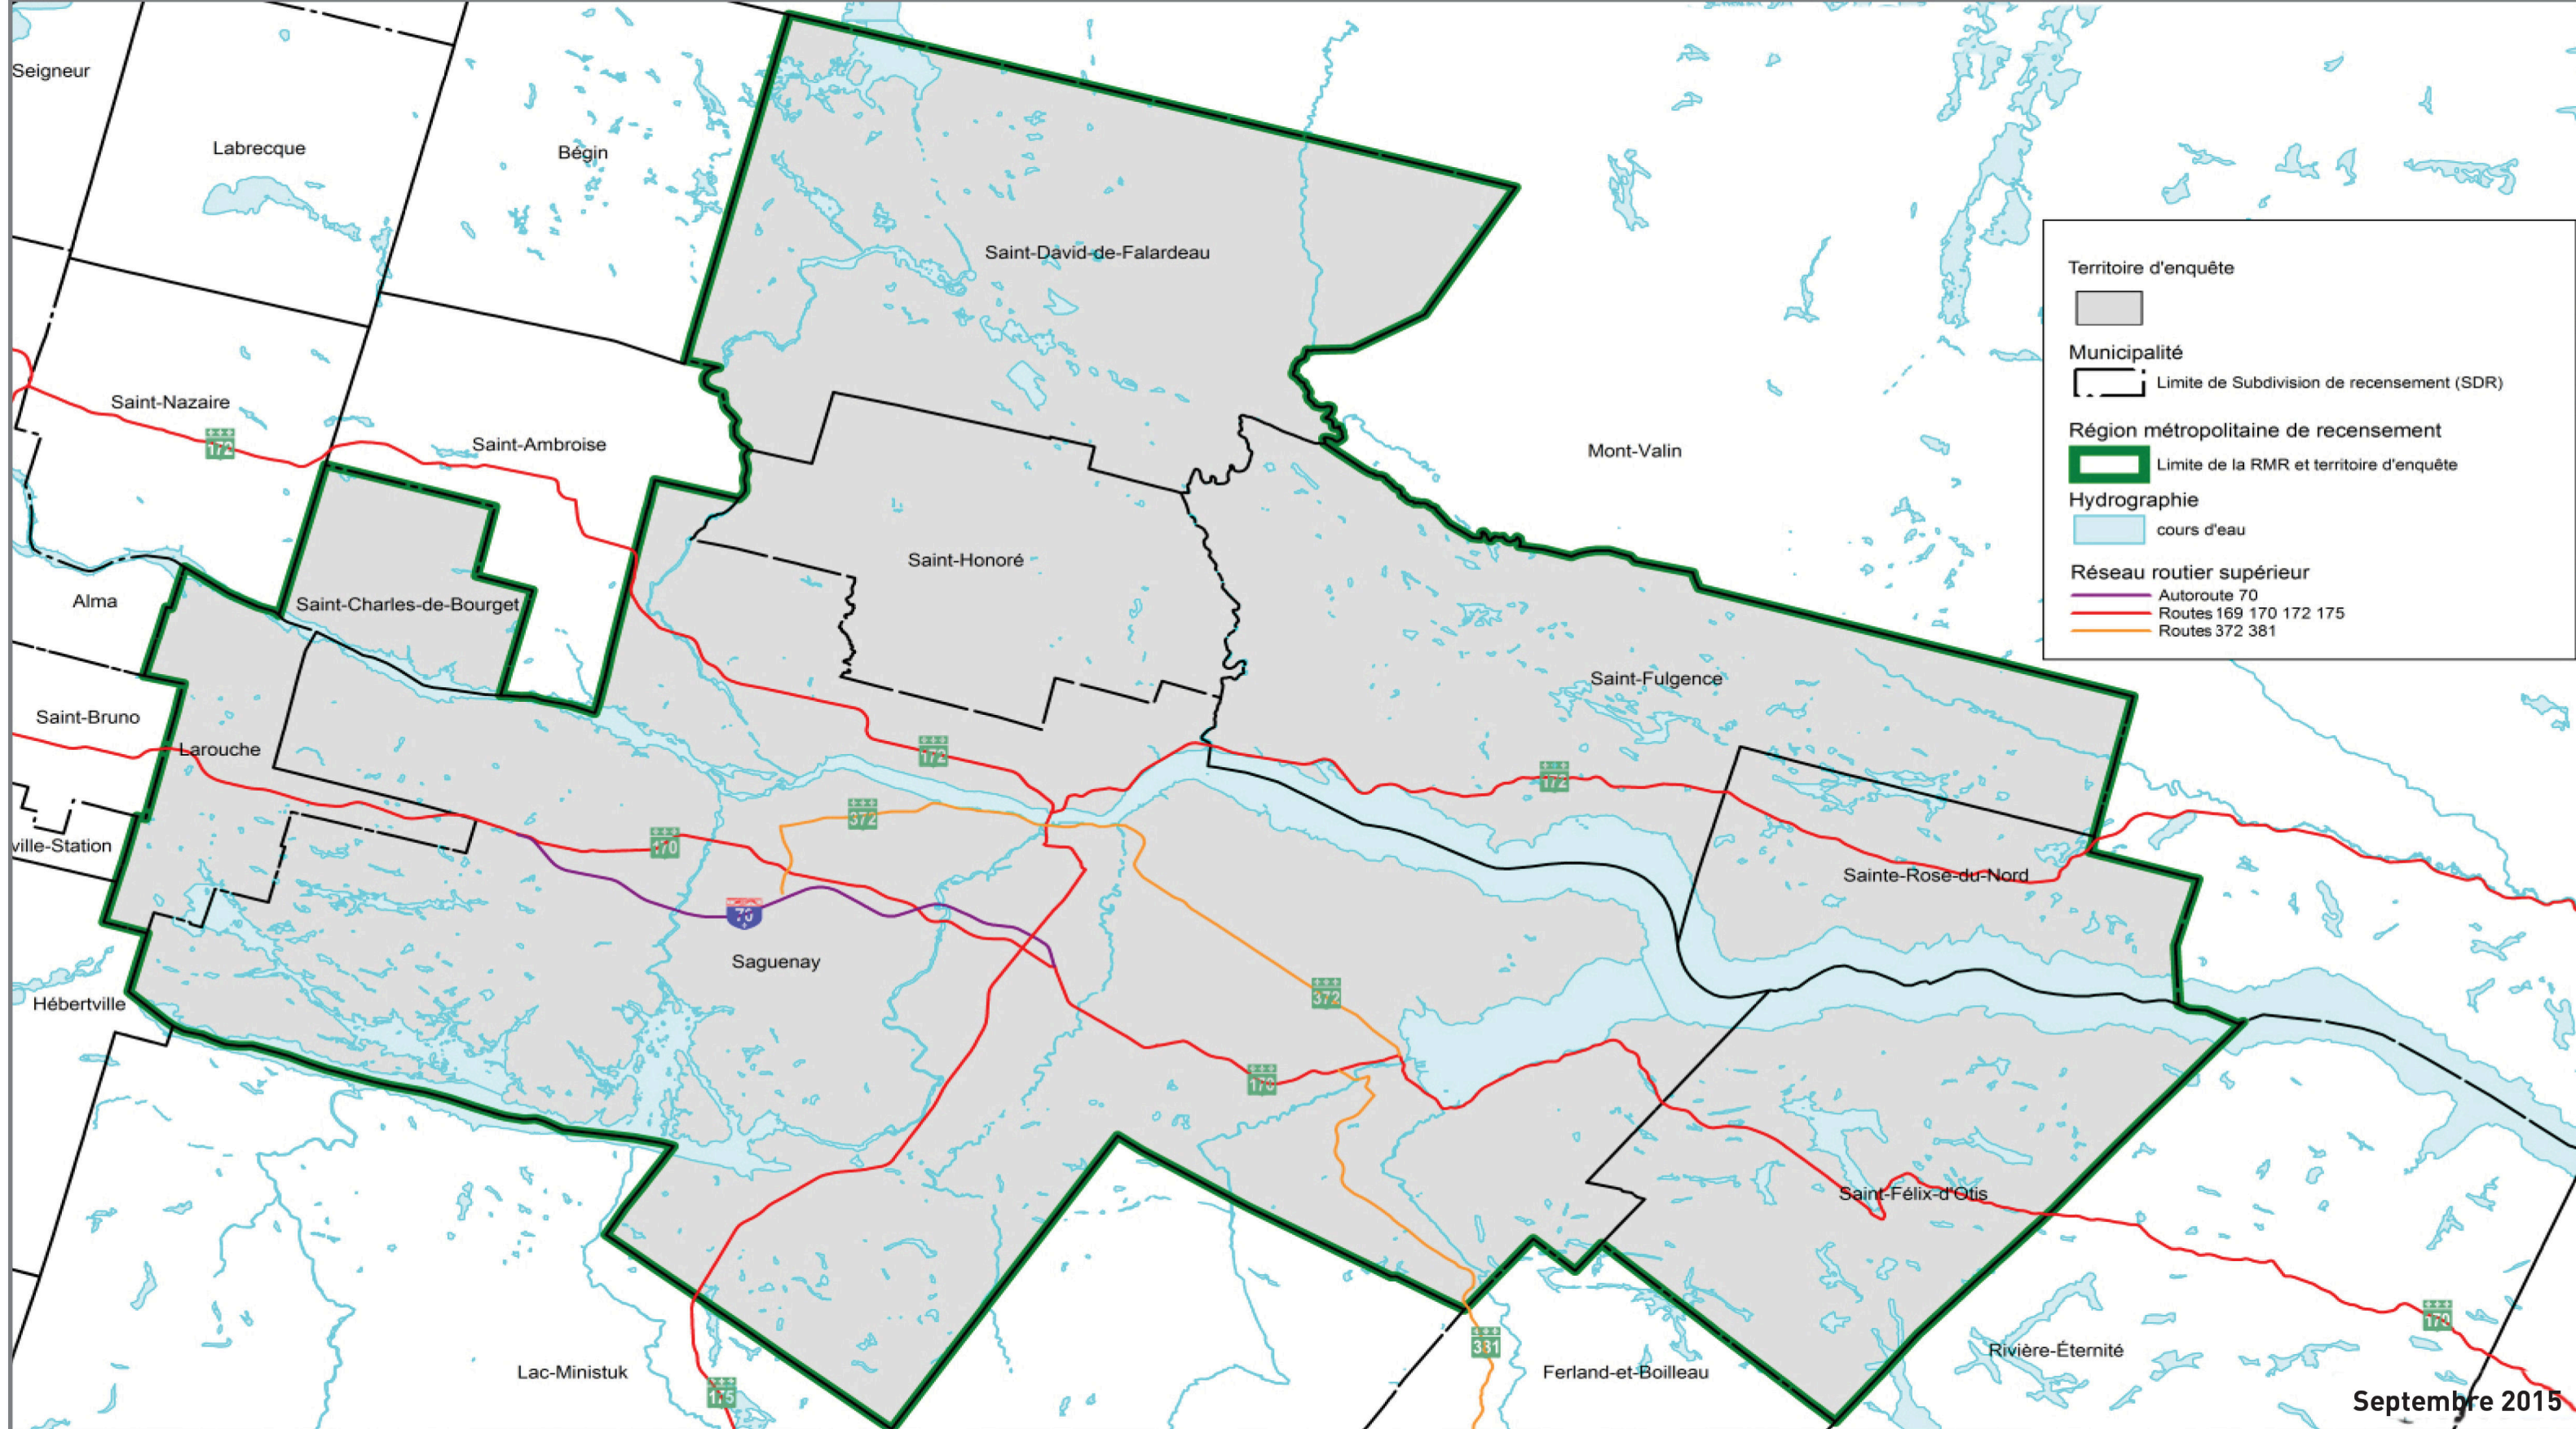 Seigneur
Labrecque
Bégin
Saint-David-de-Falardeau
Territoire d'enquête
Municipalité
Limite de Subdivision de recensement (SDR)
Région métropolitaine de recensement
Limite de la RMR et territoire d'enquête
Hydrographie
cours d'eau
Réseau routier supérieur
Autoroute 70
Routes 169 170 172 175
Routes 372 381
Saint-Nazaire
172
Saint-Ambroise
Mont-Valin
Saint-Honoré
Alma
Saint-Charles-de-Bourget
Saint-Fulgence
Saint-Bruno
Larouche
172
172
372
170
ville-Station
Sainte-Rose-du-Nord
70
Saguenay
372
Hébertville
170
Saint-Félix-d'Otis
170
381
Rivière-Éternité
Lac-Ministuk
Ferland-et-Boilleau
175
Septembre 2015